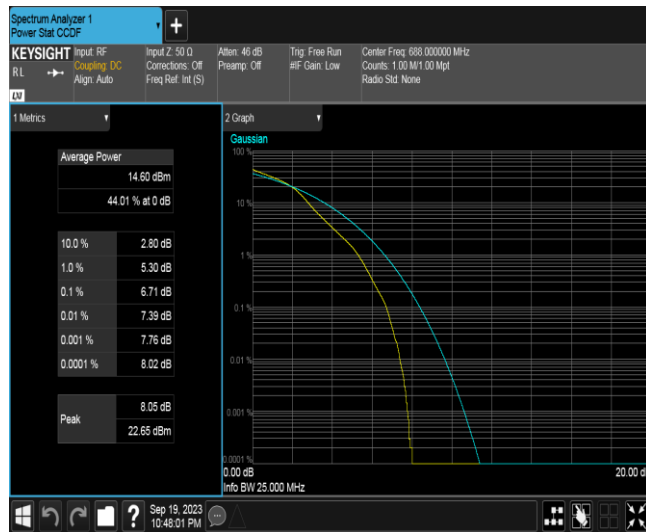 Spectrum Analyzer 1
Power Stat CCDF
+
KEYSIGHT
RL
LXI
Input: RF
Coupling: DC
Align: Auto
Input Z: 50 Ω
Corrections: Off
Freq Ref: Int (S)
Atten: 46 dB
Preamp: Off
Trig: Free Run
#IF Gain: Low
Center Freq: 688.000000 MHz
Counts: 1.00 M/1.00 Mpt
Radio Std: None
1 Metrics
Average Power
14.60 dBm
44.01 % at 0 dB
10.0 % 2.80 dB
1.0 % 5.30 dB
0.1 % 6.71 dB
0.01 % 7.39 dB
0.001 % 7.76 dB
0.0001 % 8.02 dB
Peak
8.05 dB
22.65 dBm
2 Graph
Gaussian
100 %
10 %
1 %
0.1 %
0.01 %
0.001 %
0.0001 %
0.00 dB
20.00 d
Info BW 25.000 MHz
?
Sep 19, 2023
10:48:01 PM